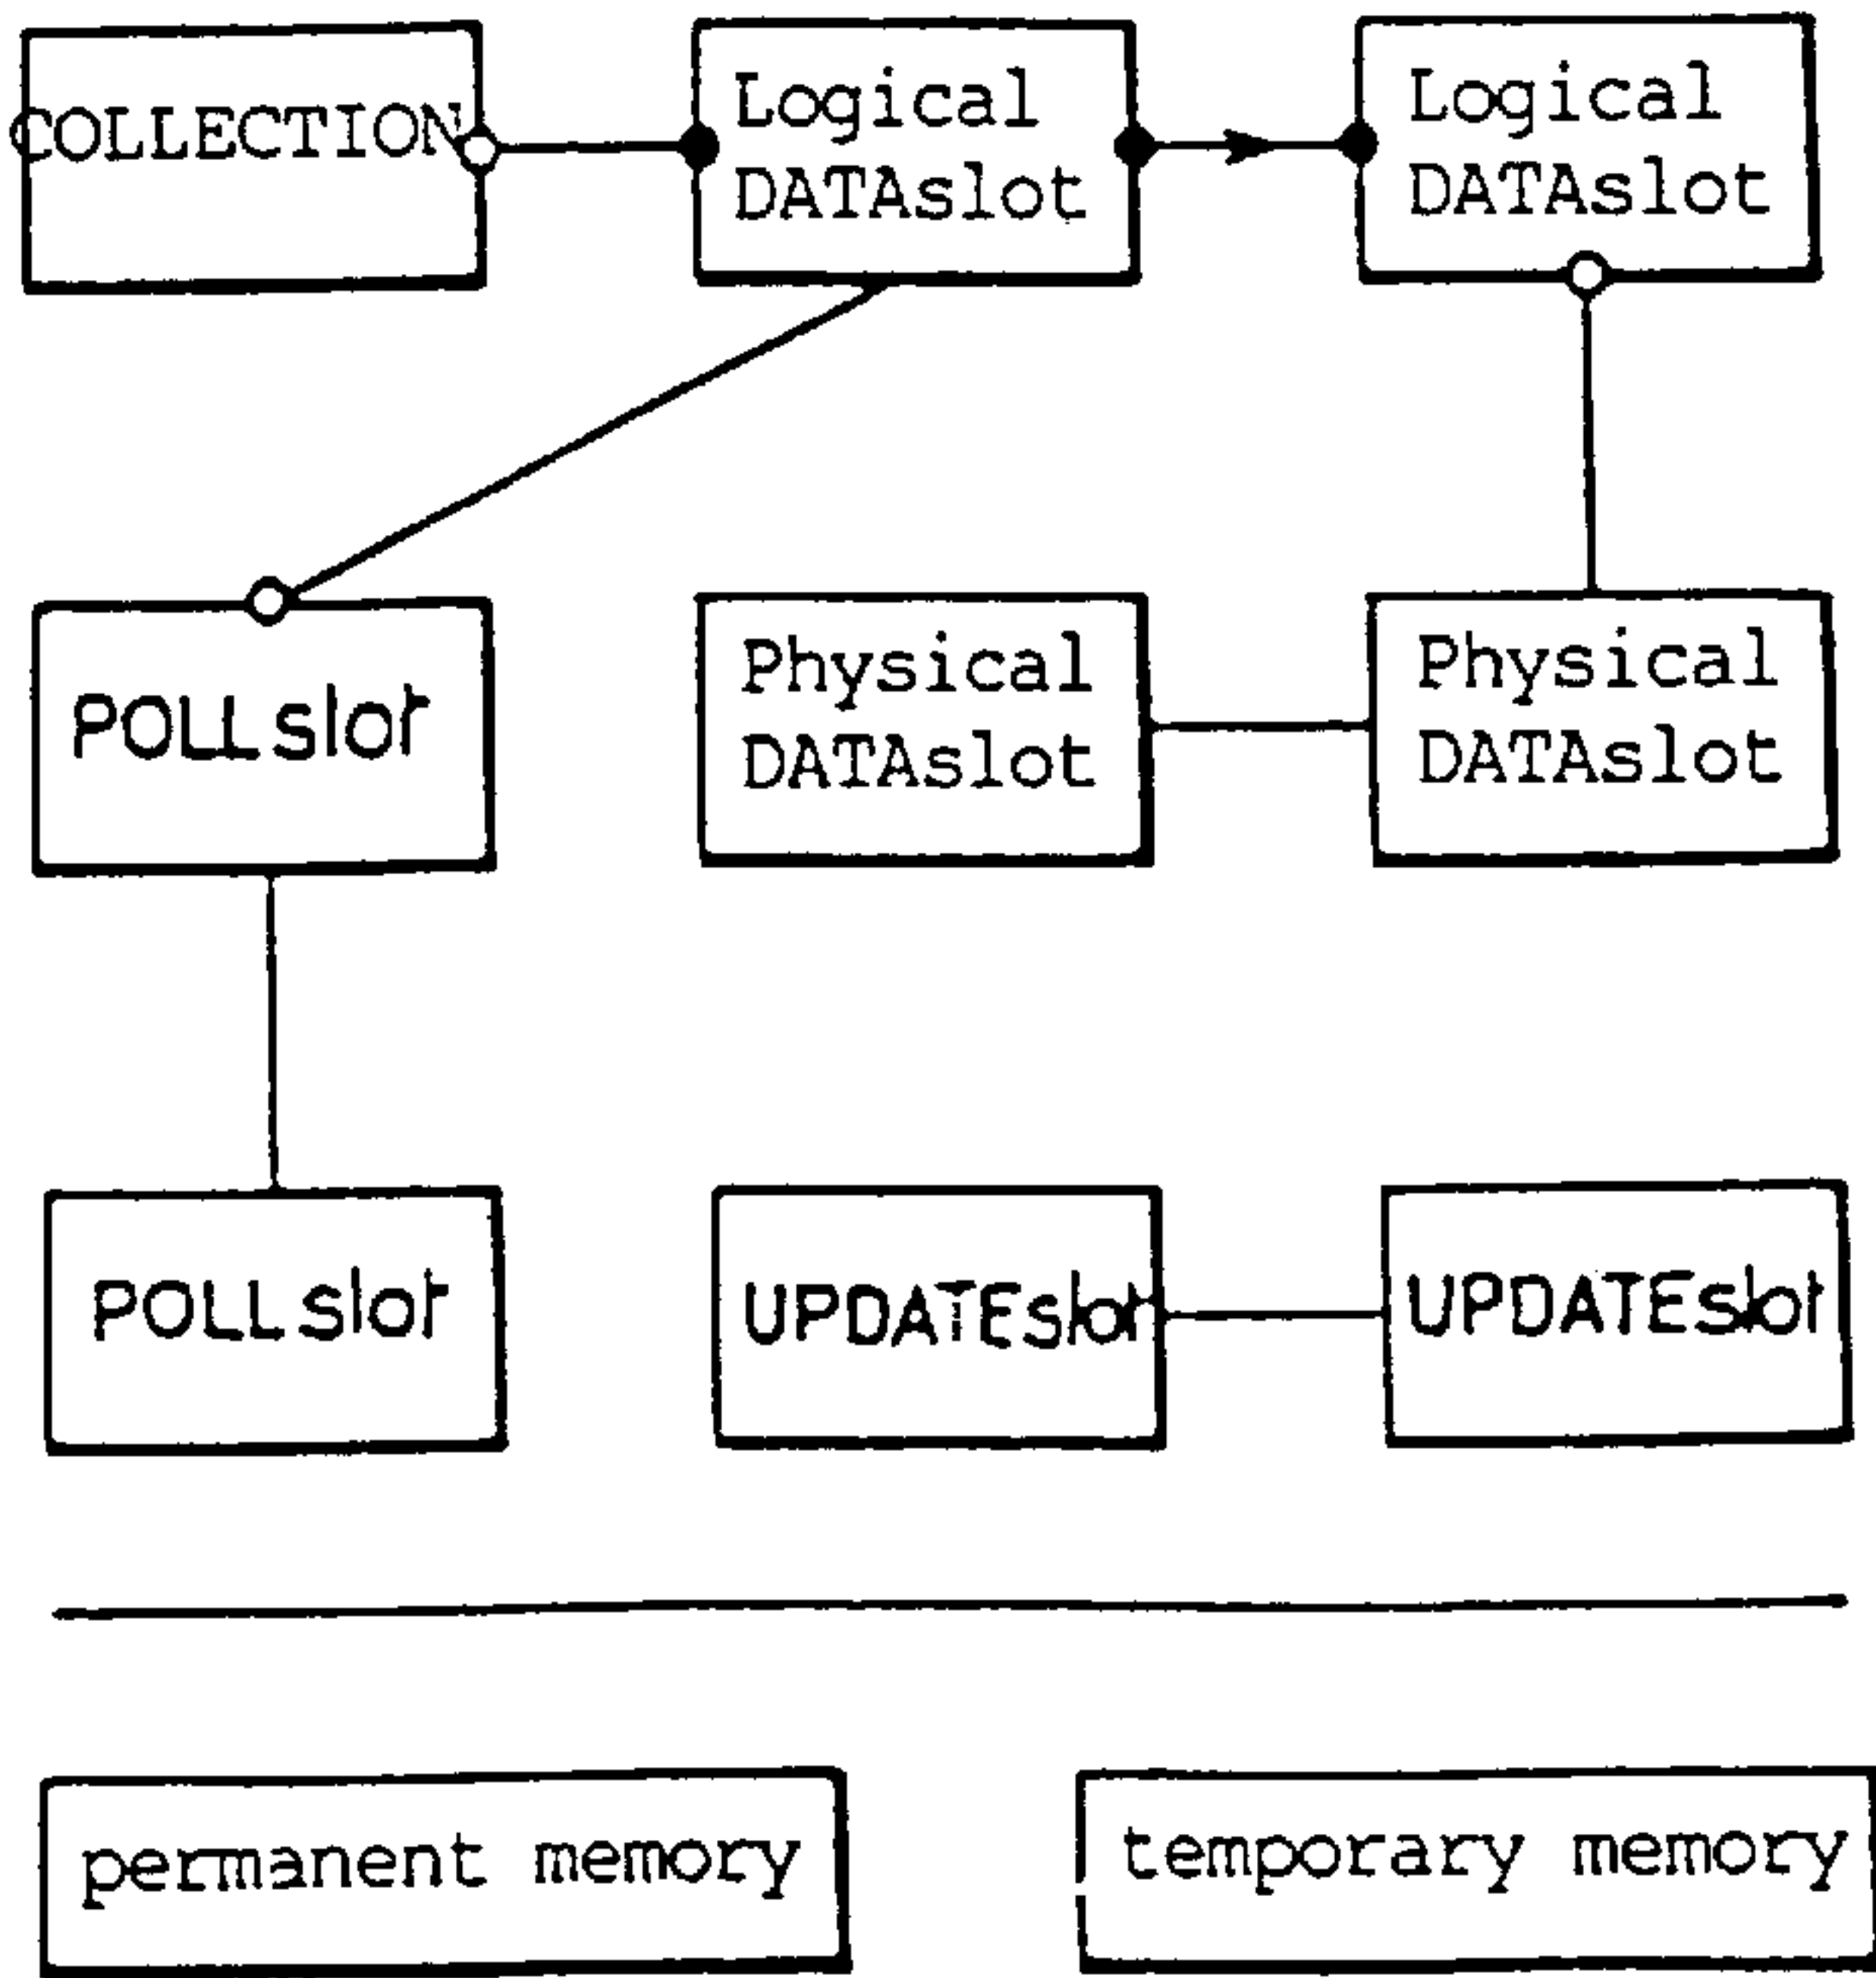 COLLECTION
Logical
DATAslot
Logical
DATAslot
POLLslot
Physical
DATAslot
Physical
DATAslot
POLLslot
UPDATEslot
UPDATEslot
permanent memory
temporary memory